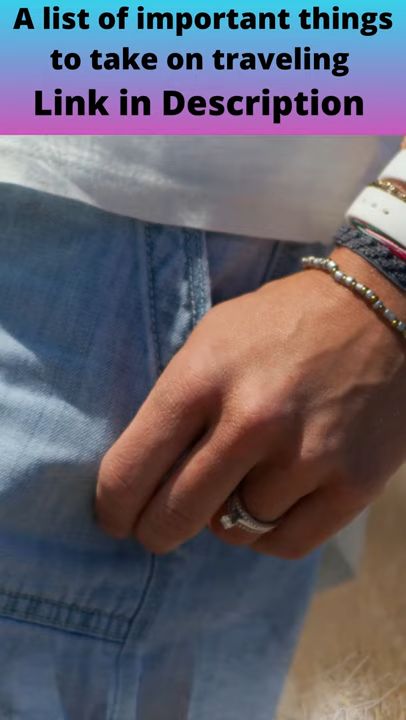 A list of important things
to take on traveling
Link in Description